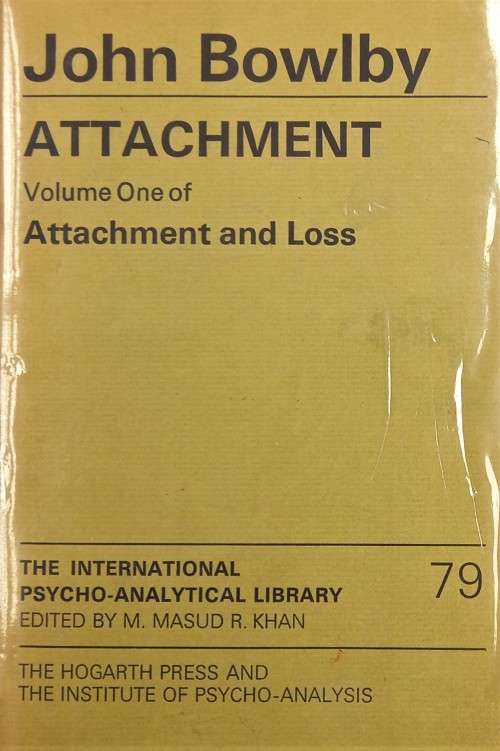 John Bowlby
ATTACHMENT
Volume One of
Attachment and Loss
THE INTERNATIONAL
PSYCHO-ANALYTICAL LIBRARY
EDITED BY M. MASUD R. KHAN
79
THE HOGARTH PRESS AND
THE INSTITUTE OF PSYCHO-ANALYSIS